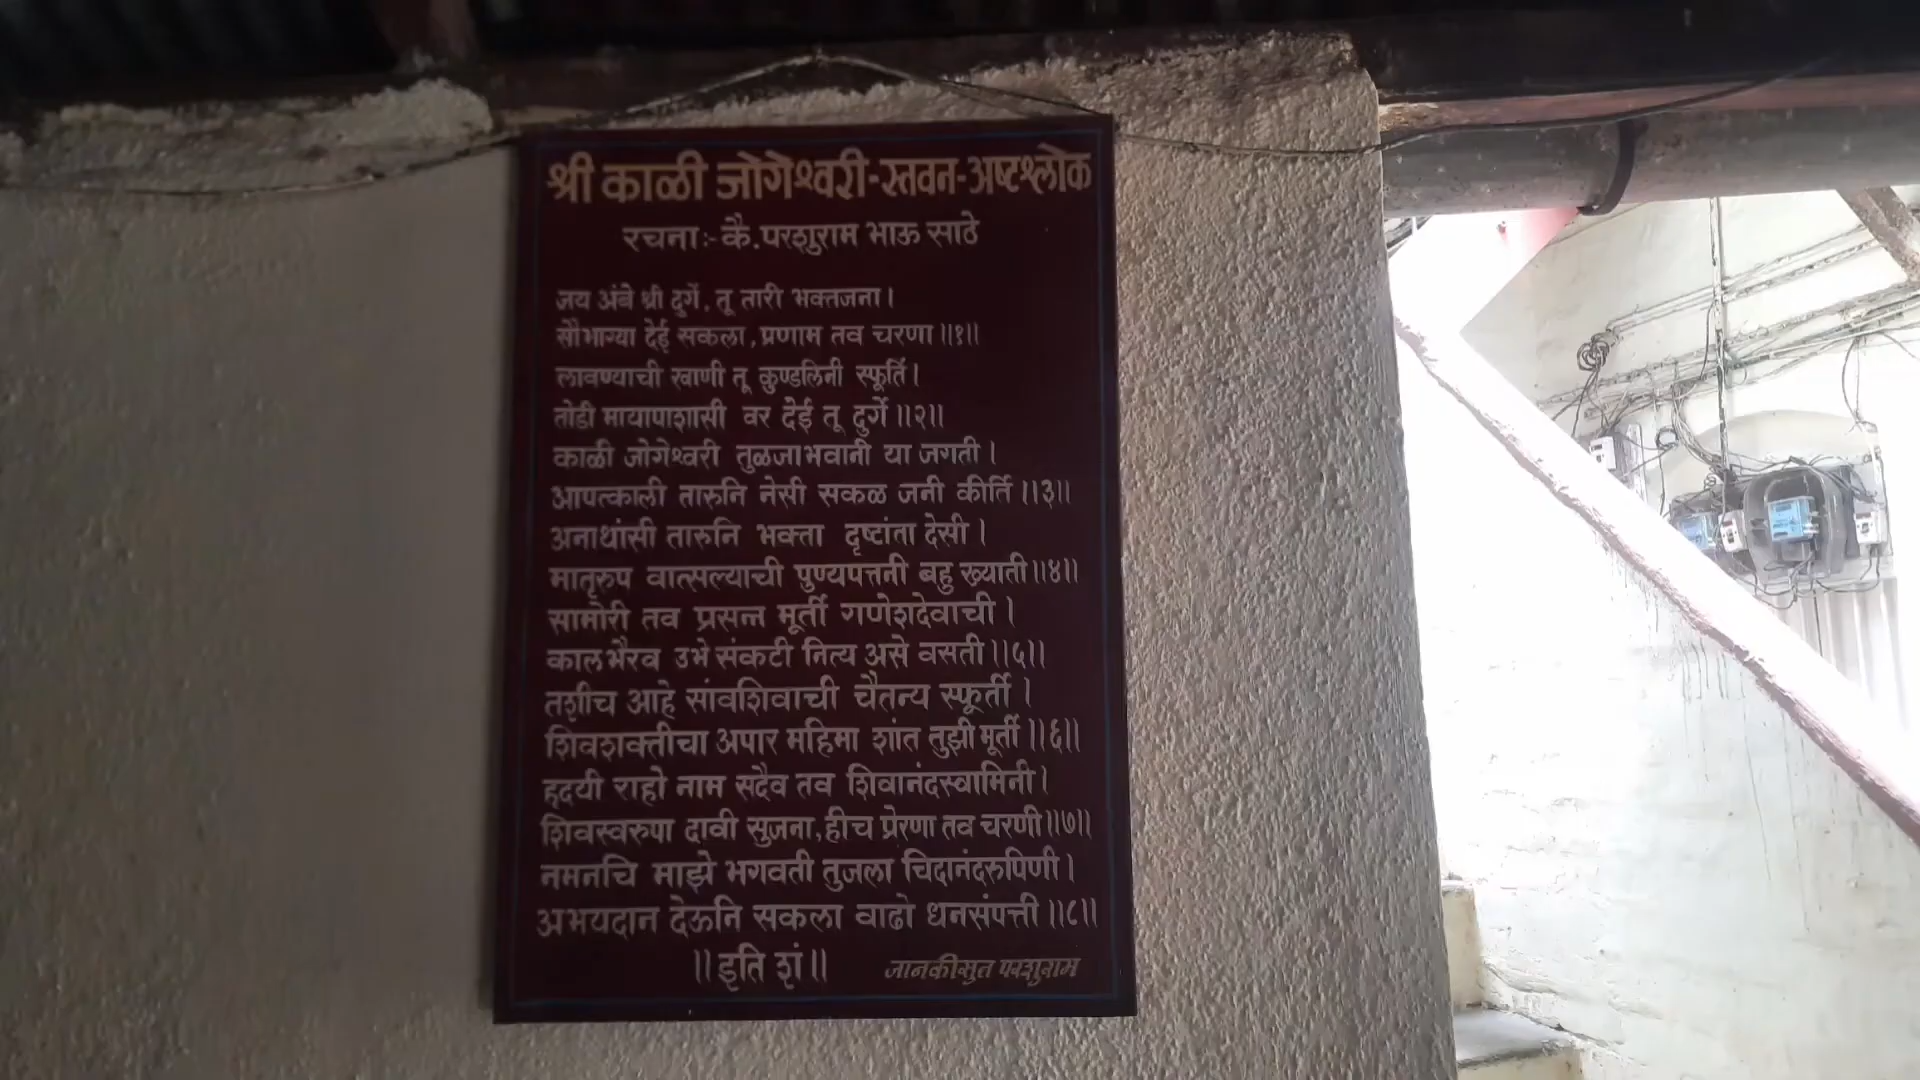 श्री काळी जोगेश्वरी-स्तवन-अष्टश्लोक
रचनाः-कै.परशुराम भाऊ साठे
जय अंबे श्री दुर्गे, तू तारी भक्तजना।
सौभाग्या देई सकला,प्रणाम तव चरणा॥१॥
लावण्याची खाणी तू कुण्डलिनी स्फूर्ति।
तोडी मायापाशासी वर देई तू दुर्गे॥२॥
काळी जोगेश्वरी तुळजाभवानी या जगती।
आपत्काली तारुनि नेसी सकळ जनी कीर्ति॥३॥
अनाथांसी तारुनि भक्ता दृष्टांता देसी।
मातृरुप वात्सल्याची पुण्यपत्तनी बहु ख्याती॥४॥
सामोरी तव प्रसन्न मूर्ती गणेशदेवाची।
कालभैरव उभे संकटी नित्य असे वसती॥५॥
तशीच आहे सांवशिवाची चैतन्य स्फूर्ती।
शिवशक्तीचा अपार महिमा शांत तुझी मूर्ती॥६॥
हृदयी राहो नाम सदैव तव शिवानंदस्वामिनी।
शिवस्वरुपा दावी सुजना,हीच प्रेरणा तव चरणी॥७॥
नमनचि माझे भगवती तुजला चिदानंदरुपिणी।
अभयदान देऊनि सकला वाढो धनसंपत्ती॥८॥
॥इति शं॥ जानकीसुत परशुराम